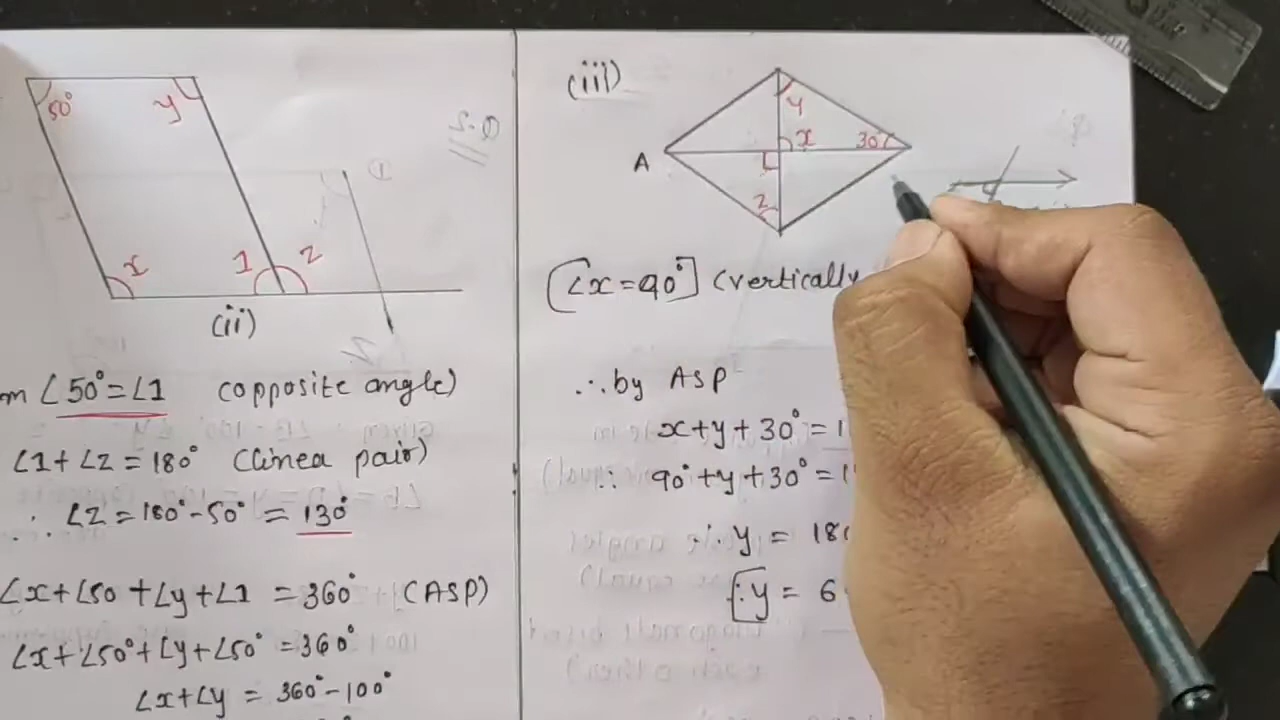 50°
y
x
1
2
(ii)
m ∠50° = ∠1 (opposite angle)
∠1 + ∠2 = 180° (Linea pair)
∴ ∠2 = 180° - 50° = 130°
∠x + ∠50 + ∠y + ∠1 = 360° (ASP)
∠x + ∠50° + ∠y + ∠50° = 360°
∠x + ∠y = 360° - 100°
(iii)
A
y
x
30°
z
[∠x = 90°] (vertically
∴ by ASP
x + y + 30° = 1
∴ 90° + y + 30° = 1
∴ y = 18
[∴ y = 6